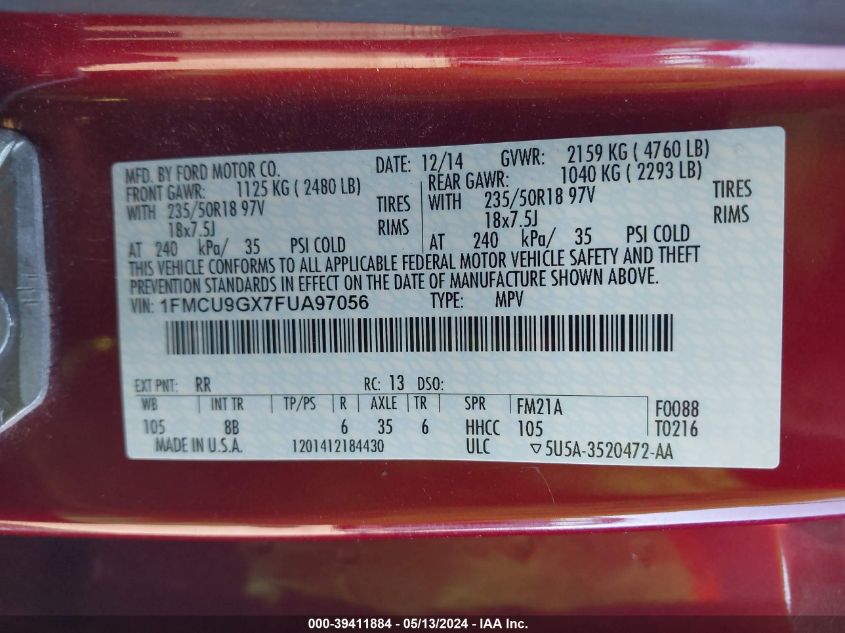 MFD. BY FORD MOTOR CO. DATE: 12/14 GVWR: 2159 KG ( 4760 LB)
FRONT GAWR: 1125 KG ( 2480 LB) REAR GAWR: 1040 KG ( 2293 LB)
WITH 235/50R18 97V TIRES WITH 235/50R18 97V TIRES
18x7.5J RIMS 18x7.5J RIMS
AT 240 kPa/ 35 PSI COLD AT 240 kPa/ 35 PSI COLD
THIS VEHICLE CONFORMS TO ALL APPLICABLE FEDERAL MOTOR VEHICLE SAFETY AND THEFT
PREVENTION STANDARDS IN EFFECT ON THE DATE OF MANUFACTURE SHOWN ABOVE.
VIN: 1FMCU9GX7FUA97056 TYPE: MPV
EXT PNT: RR RC: 13 DSO:
WB INT TR TP/PS R AXLE TR SPR FM21A F0088
105 8B 6 35 6 HHCC 105 T0216
MADE IN U.S.A. 1201412184430 ULC ▽5U5A-3520472-AA
000-39411884 - 05/13/2024 - IAA Inc.